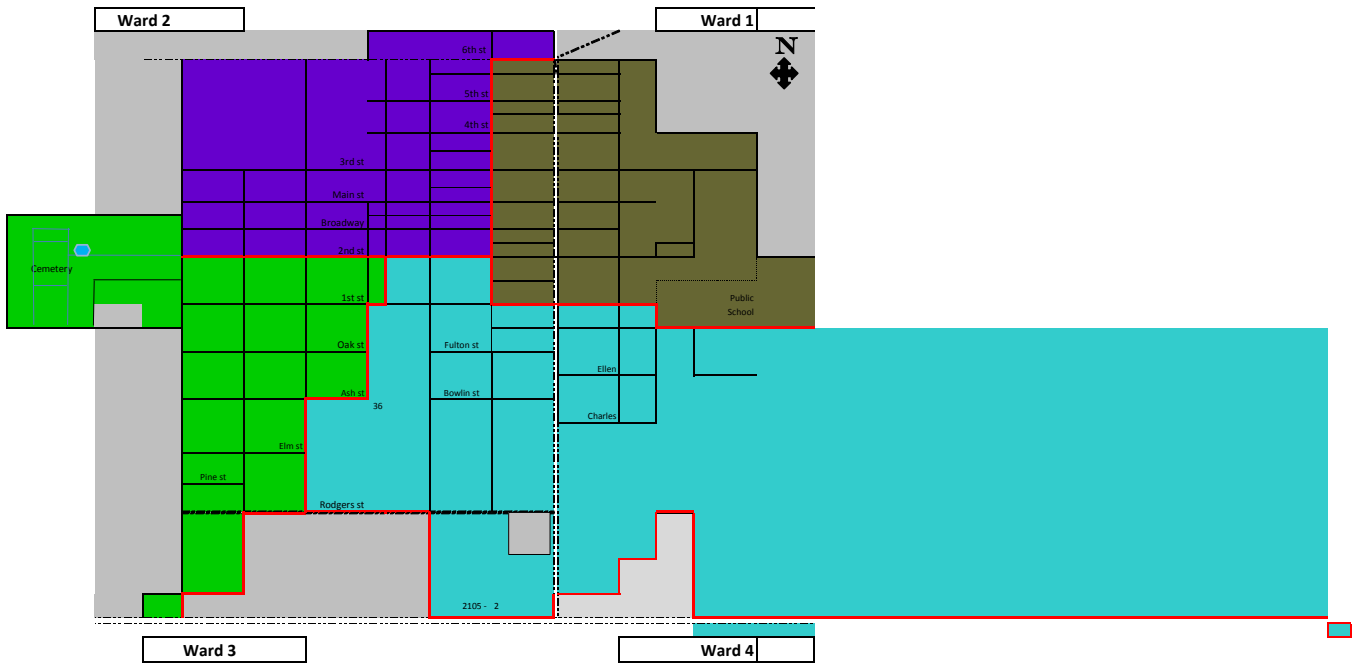 Ward 2
Ward 1
N
6th st
5th st
4th st
3rd st
Main st
Broadway
2nd st
Cemetery
1st st
Public
School
Oak st
Fulton st
Ellen
Ash st
Bowlin st
36
Charles
Elm st
Pine st
Rodgers st
2105 - 2
Ward 3
Ward 4